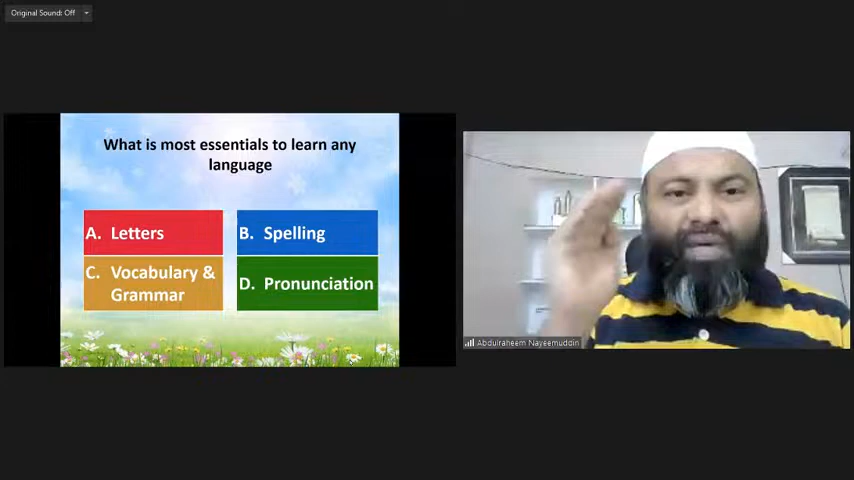 Original Sound: Off
What is most essentials to learn any
language
A. Letters
B. Spelling
C. Vocabulary &
Grammar
D. Pronunciation
Abdulraheem Nayeemuddin